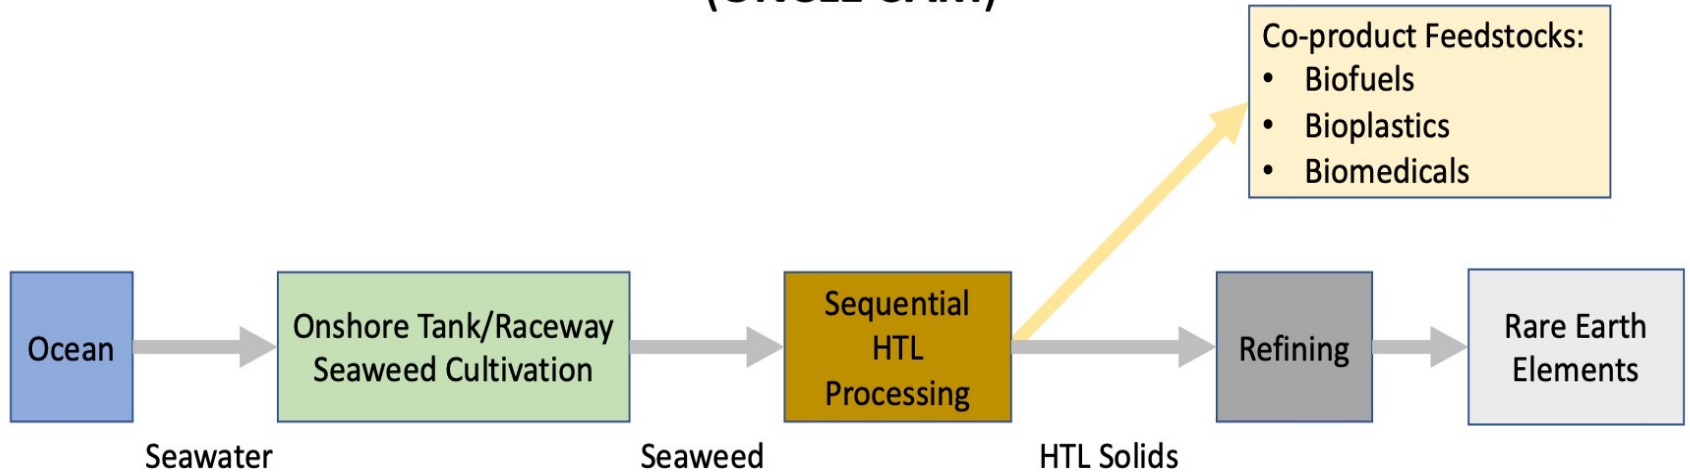 Co-product Feedstocks:
• Biofuels
• Bioplastics
• Biomedicals
Ocean
Onshore Tank/Raceway
Seaweed Cultivation
Sequential
HTL
Processing
Refining
Rare Earth
Elements
Seawater
Seaweed
HTL Solids